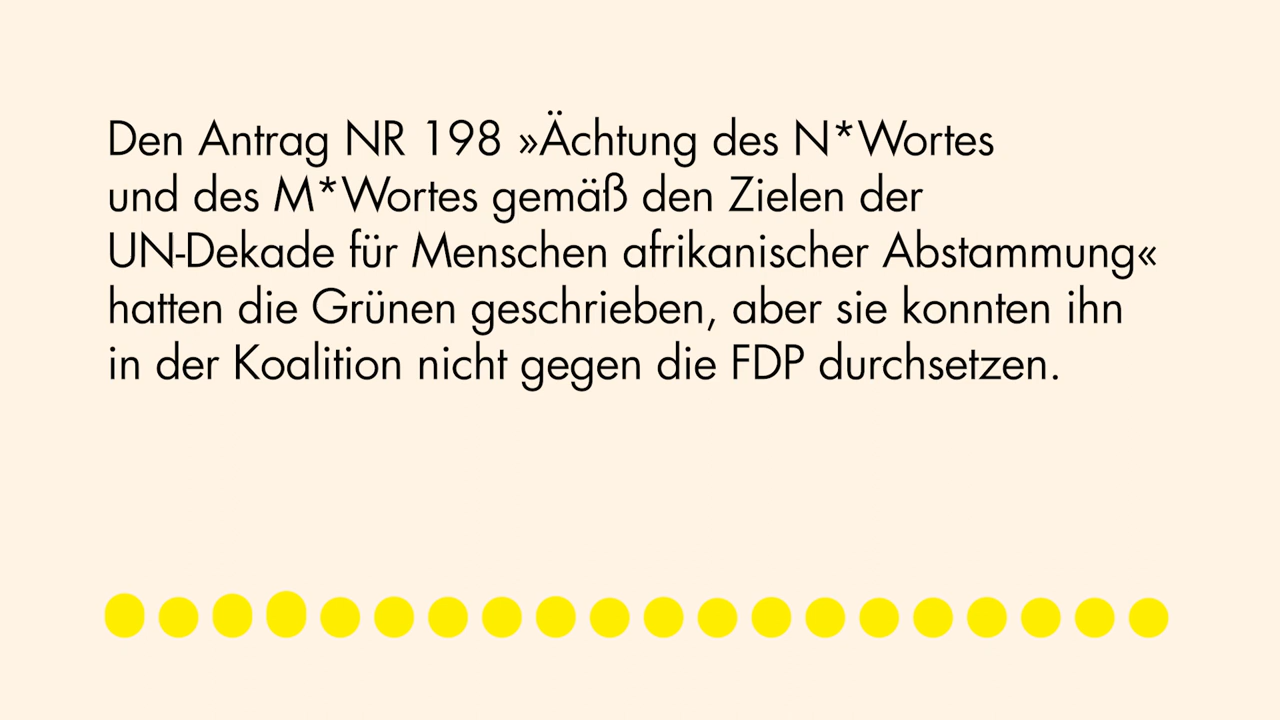 Den Antrag NR 198 »Ächtung des N*Wortes
und des M*Wortes gemäß den Zielen der
UN-Dekade für Menschen afrikanischer Abstammung«
hatten die Grünen geschrieben, aber sie konnten ihn
in der Koalition nicht gegen die FDP durchsetzen.